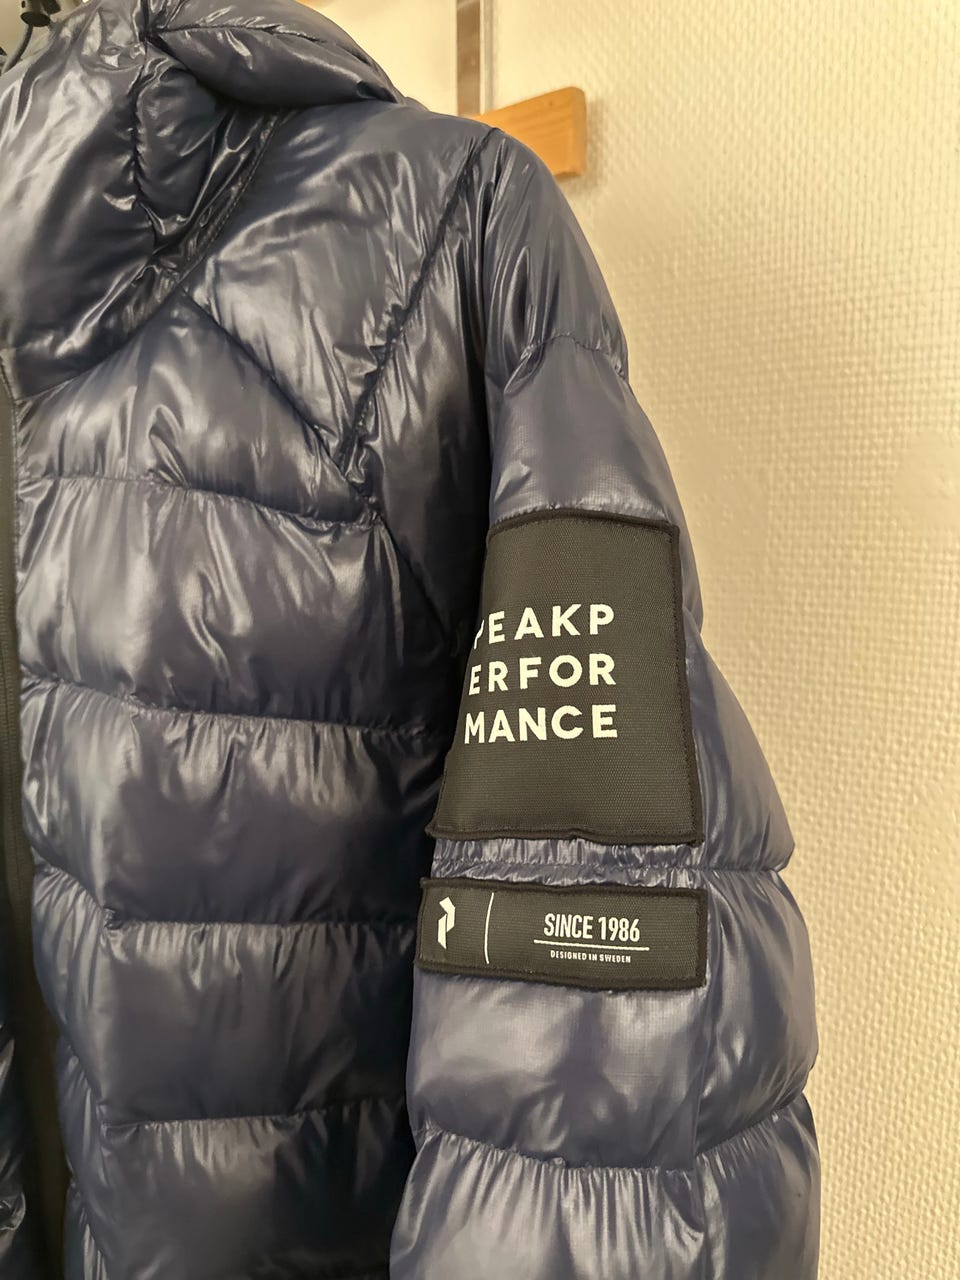 PEAKP
ERFOR
MANCE
SINCE 1986
DESIGNED IN SWEDEN